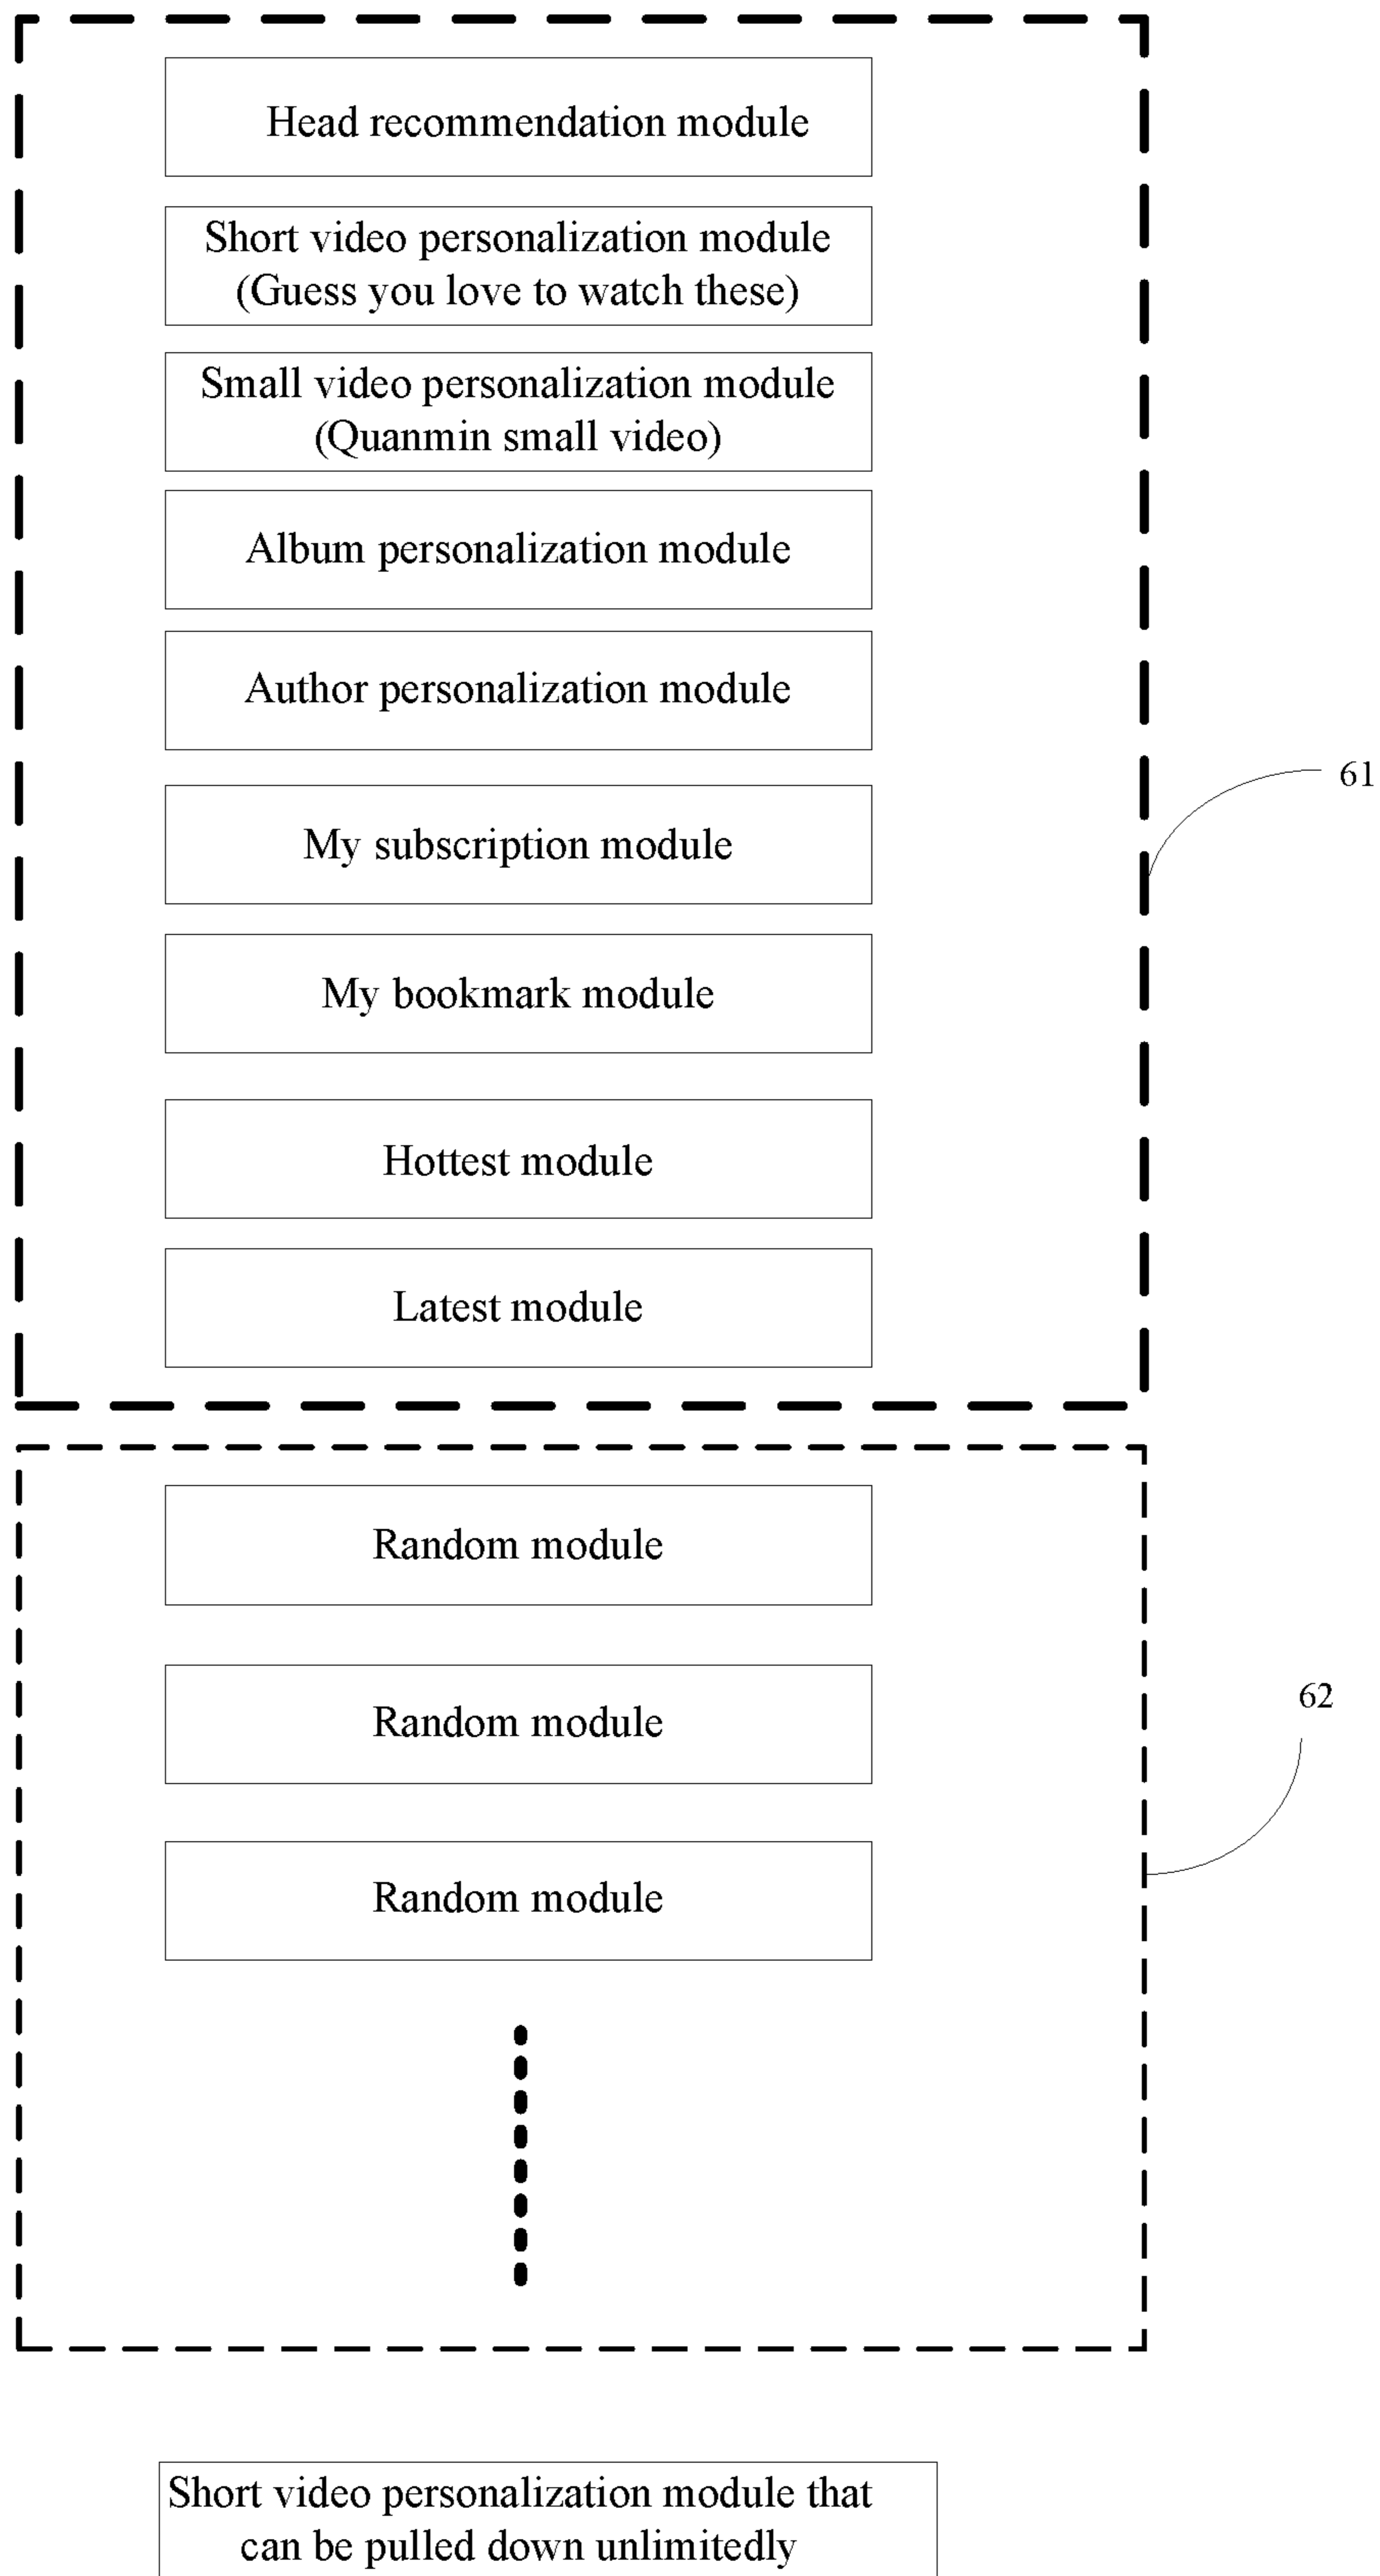 Head recommendation module
Short video personalization module
(Guess you love to watch these)
Small video personalization module
(Quanmin small video)
Album personalization module
Author personalization module
61
My subscription module
My bookmark module
Hottest module
Latest module
Random module
62
Random module
Random module
Short video personalization module that
can be pulled down unlimitedly